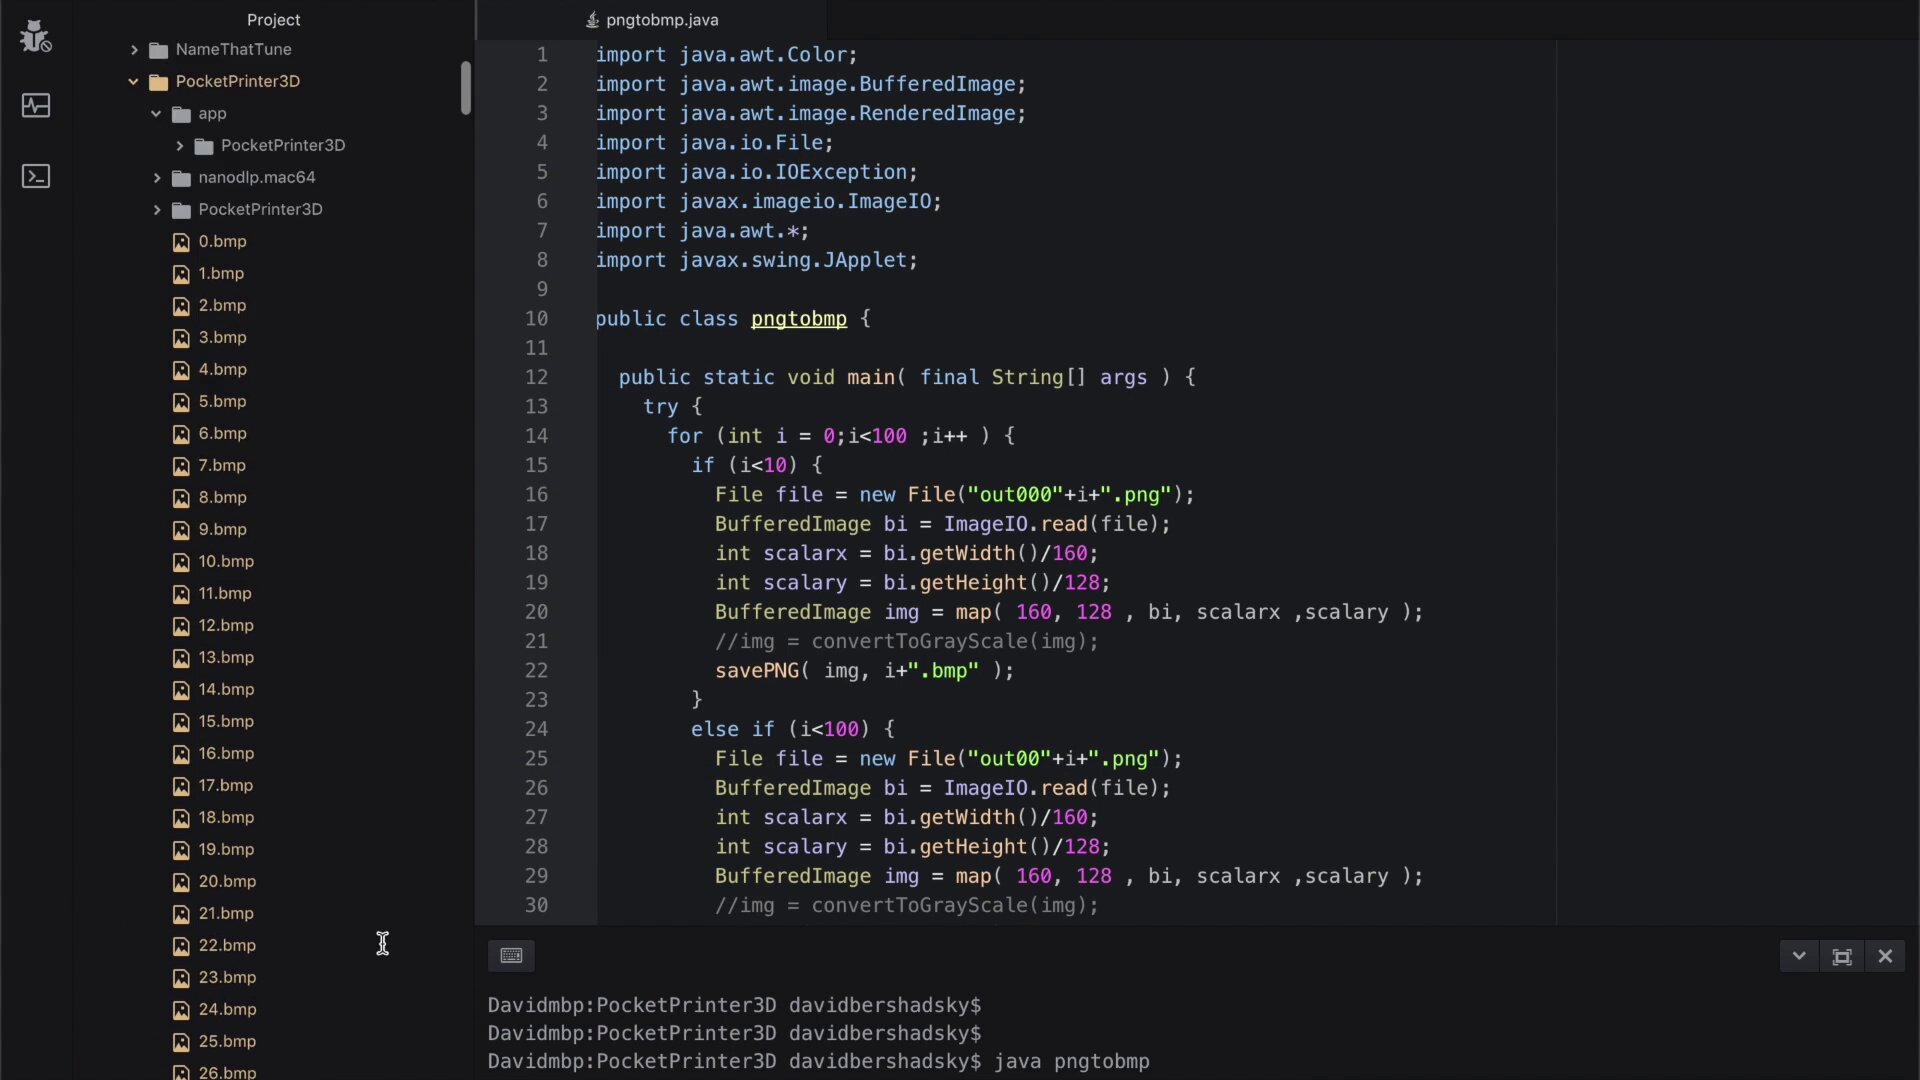 Project
NameThatTune
PocketPrinter3D
app
PocketPrinter3D
nanodlp.mac64
PocketPrinter3D
0.bmp
1.bmp
2.bmp
3.bmp
4.bmp
5.bmp
6.bmp
7.bmp
8.bmp
9.bmp
10.bmp
11.bmp
12.bmp
13.bmp
14.bmp
15.bmp
16.bmp
17.bmp
18.bmp
19.bmp
20.bmp
21.bmp
22.bmp
23.bmp
24.bmp
25.bmp
26.bmp
pngtobmp.java
1 import java.awt.Color;
2 import java.awt.image.BufferedImage;
3 import java.awt.image.RenderedImage;
4 import java.io.File;
5 import java.io.IOException;
6 import javax.imageio.ImageIO;
7 import java.awt.*;
8 import javax.swing.JApplet;
9
10 public class pngtobmp {
11
12 public static void main( final String[] args ) {
13 try {
14 for (int i = 0;i<100 ;i++ ) {
15 if (i<10) {
16 File file = new File("out000"+i+".png");
17 BufferedImage bi = ImageIO.read(file);
18 int scalarx = bi.getWidth()/160;
19 int scalary = bi.getHeight()/128;
20 BufferedImage img = map( 160, 128 , bi, scalarx ,scalary );
21 //img = convertToGrayScale(img);
22 savePNG( img, i+".bmp" );
23 }
24 else if (i<100) {
25 File file = new File("out00"+i+".png");
26 BufferedImage bi = ImageIO.read(file);
27 int scalarx = bi.getWidth()/160;
28 int scalary = bi.getHeight()/128;
29 BufferedImage img = map( 160, 128 , bi, scalarx ,scalary );
30 //img = convertToGrayScale(img);
Davidmbp:PocketPrinter3D davidbershadsky$
Davidmbp:PocketPrinter3D davidbershadsky$
Davidmbp:PocketPrinter3D davidbershadsky$ java pngtobmp